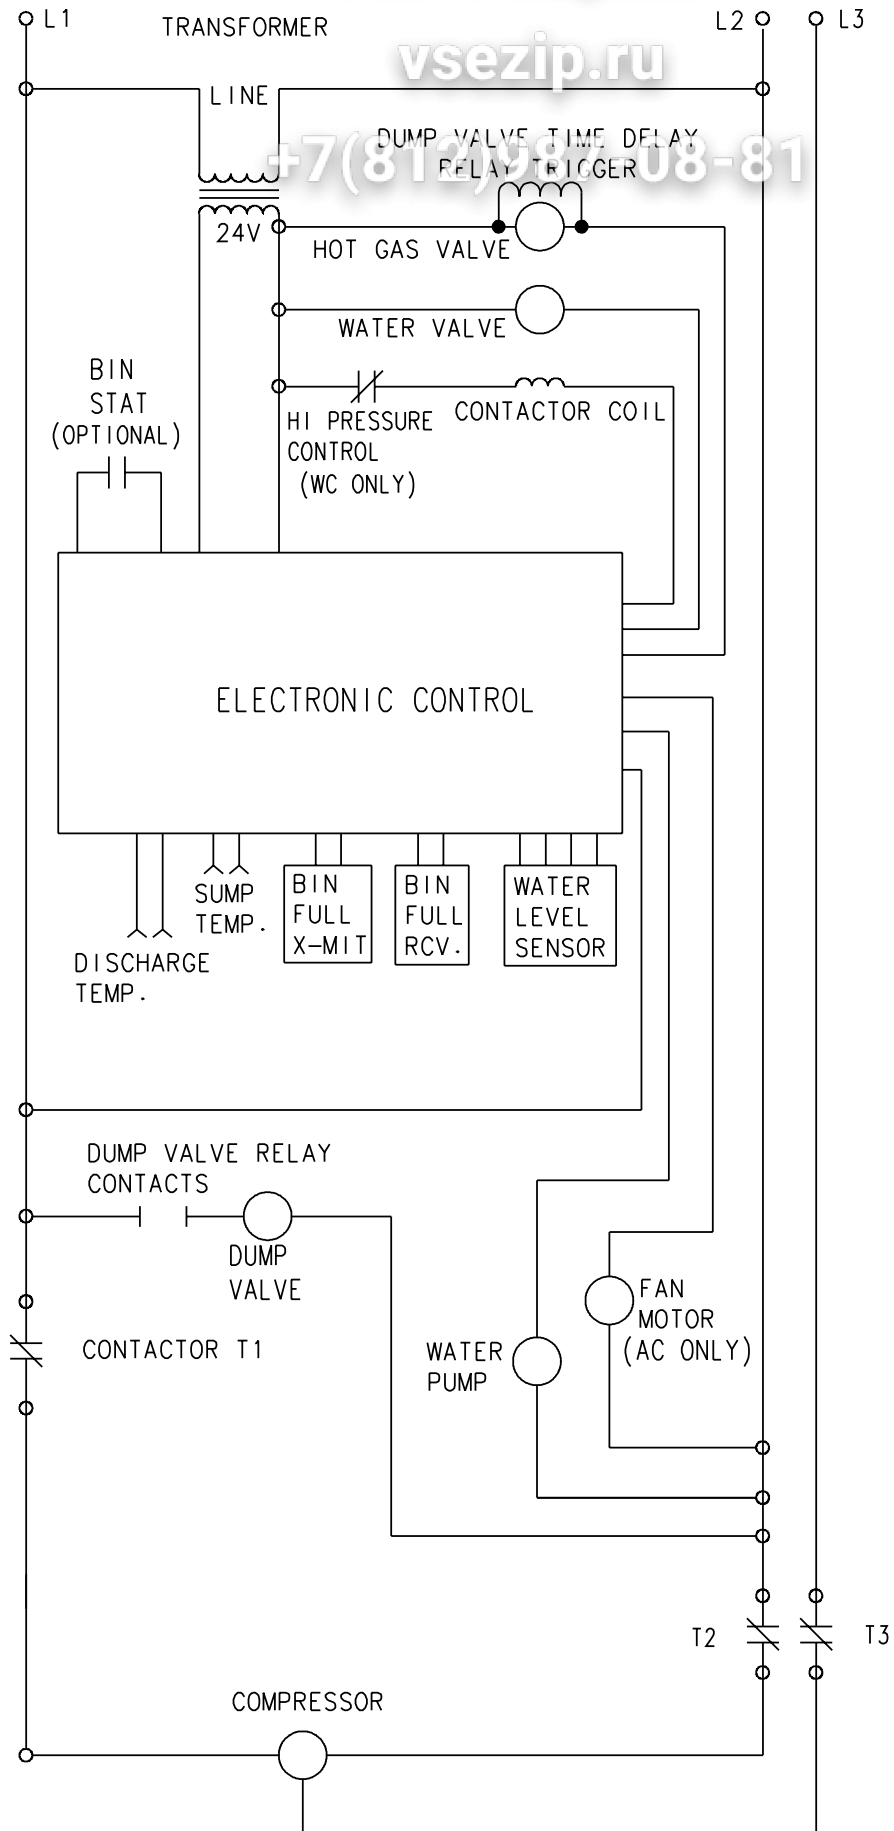 L1
TRANSFORMER
L2
L3
vsezip.ru
LINE
DUMP VALVE TIME DELAY
RELAY TRIGGER
+7(812)987-08-81
24V
HOT GAS VALVE
WATER VALVE
BIN
STAT
(OPTIONAL)
HI PRESSURE
CONTROL
(WC ONLY)
CONTACTOR COIL
ELECTRONIC CONTROL
SUMP
TEMP.
BIN
FULL
X-MIT
BIN
FULL
RCV.
WATER
LEVEL
SENSOR
DISCHARGE
TEMP.
DUMP VALVE RELAY
CONTACTS
DUMP
VALVE
CONTACTOR T1
FAN
MOTOR
(AC ONLY)
WATER
PUMP
T2
T3
COMPRESSOR